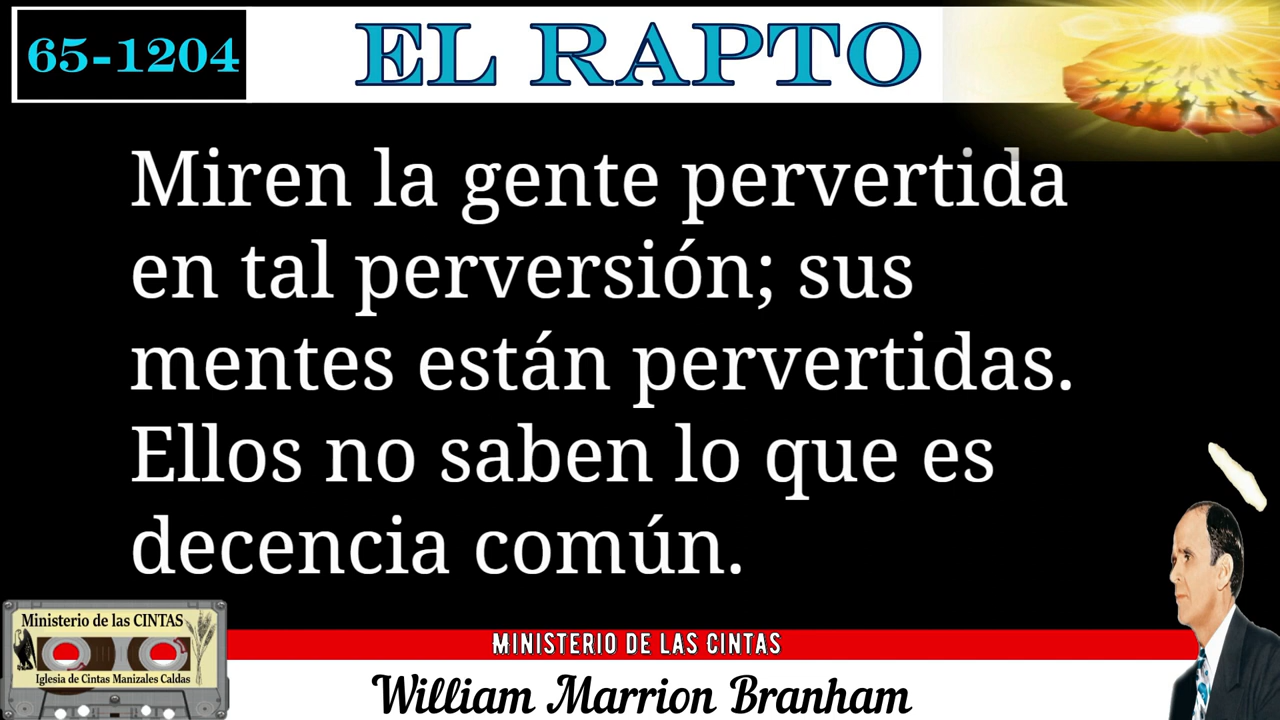 65-1204
EL RAPTO
Miren la gente pervertida
en tal perversión; sus
mentes están pervertidas.
Ellos no saben lo que es
decencia común.
Ministerio de las CINTAS
Iglesia de Cintas Manizales Caldas
MINISTERIO DE LAS CINTAS
William Marrion Branham